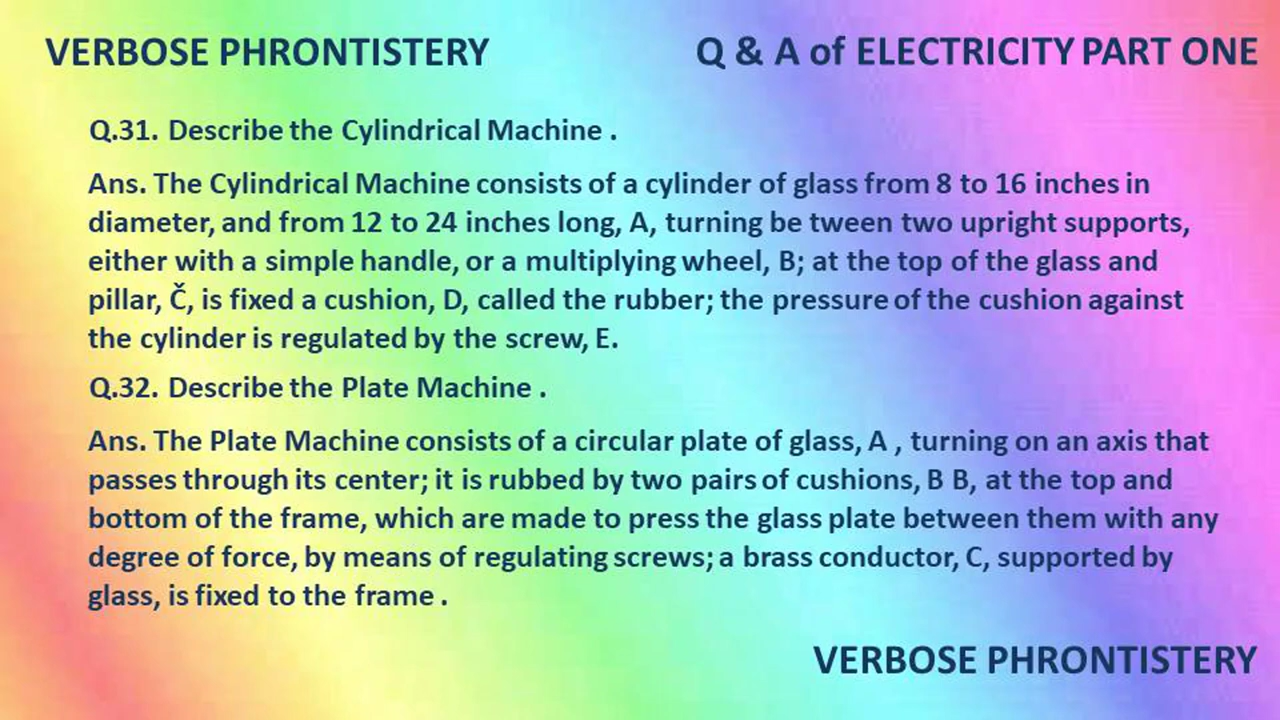 VERBOSE PHRONTISTERY
Q & A of ELECTRICITY PART ONE
Q.31. Describe the Cylindrical Machine .
Ans. The Cylindrical Machine consists of a cylinder of glass from 8 to 16 inches in
diameter, and from 12 to 24 inches long, A, turning be tween two upright supports,
either with a simple handle, or a multiplying wheel, B; at the top of the glass and
pillar, Č, is fixed a cushion, D, called the rubber; the pressure of the cushion against
the cylinder is regulated by the screw, E.
Q.32. Describe the Plate Machine .
Ans. The Plate Machine consists of a circular plate of glass, A , turning on an axis that
passes through its center; it is rubbed by two pairs of cushions, B B, at the top and
bottom of the frame, which are made to press the glass plate between them with any
degree of force, by means of regulating screws; a brass conductor, C, supported by
glass, is fixed to the frame .
VERBOSE PHRONTISTERY